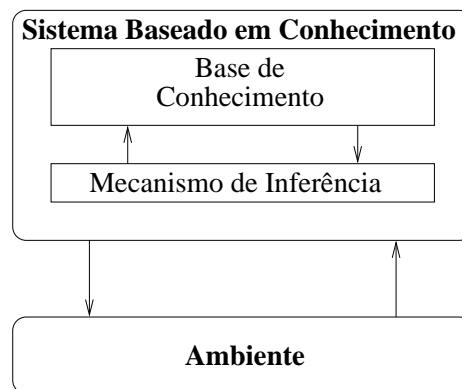 Sistema Baseado em Conhecimento
Base de
Conhecimento
Mecanismo de Inferência
Ambiente